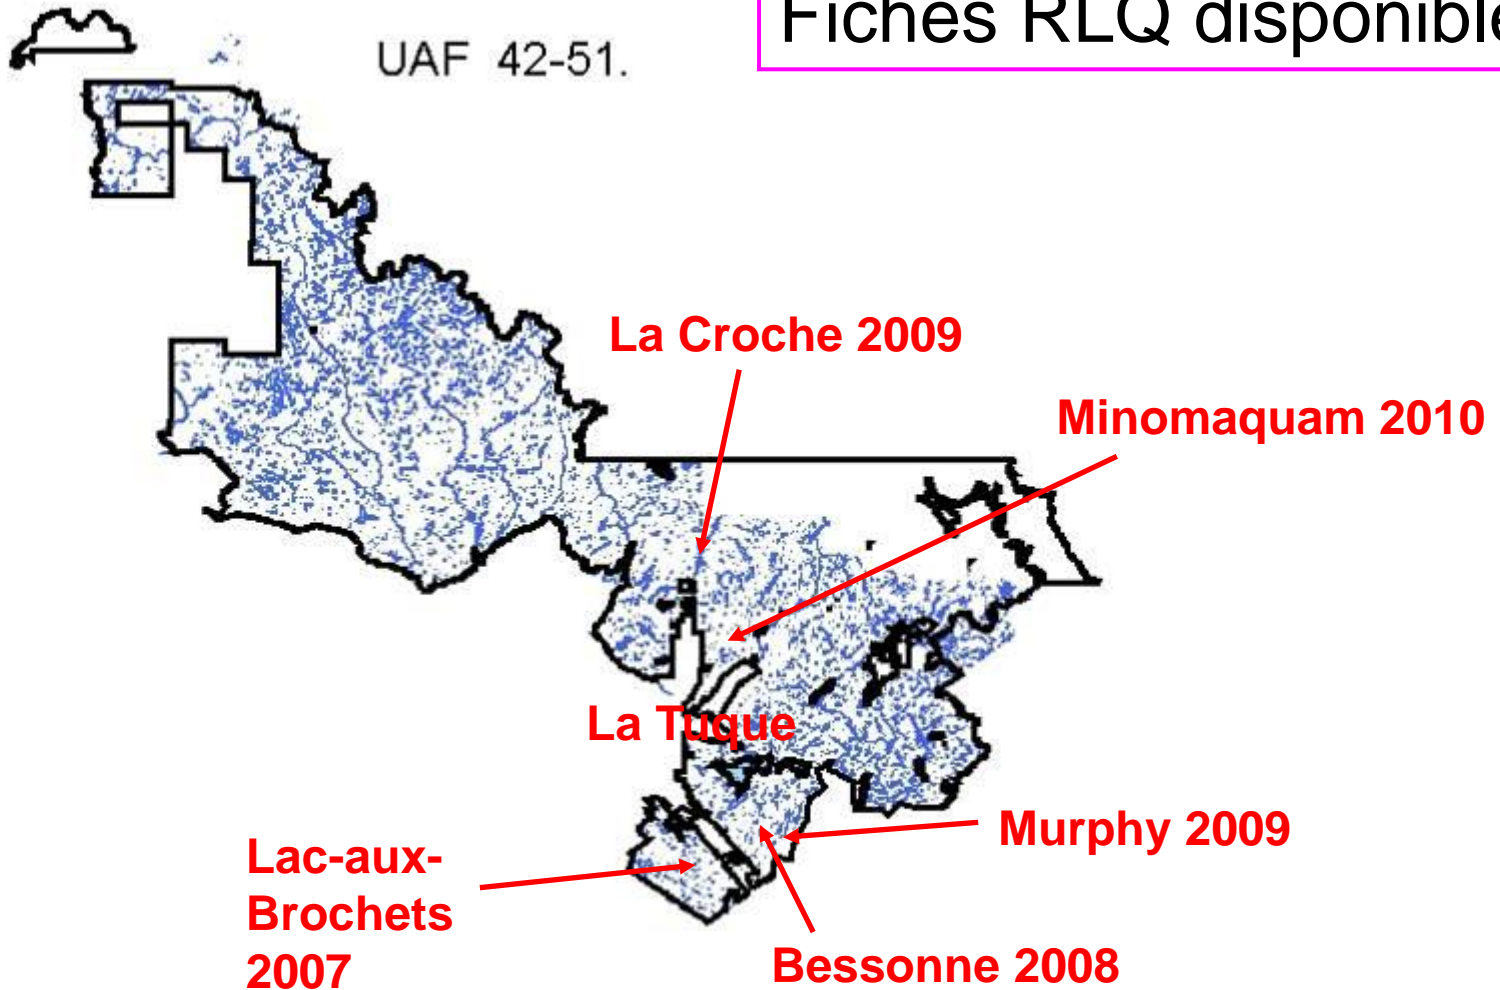 Fiches RLQ disponible
UAF 42-51.
La Croche 2009
Minomaquam 2010
La Tuque
Murphy 2009
Lac-aux-
Brochets
2007
Bessonne 2008